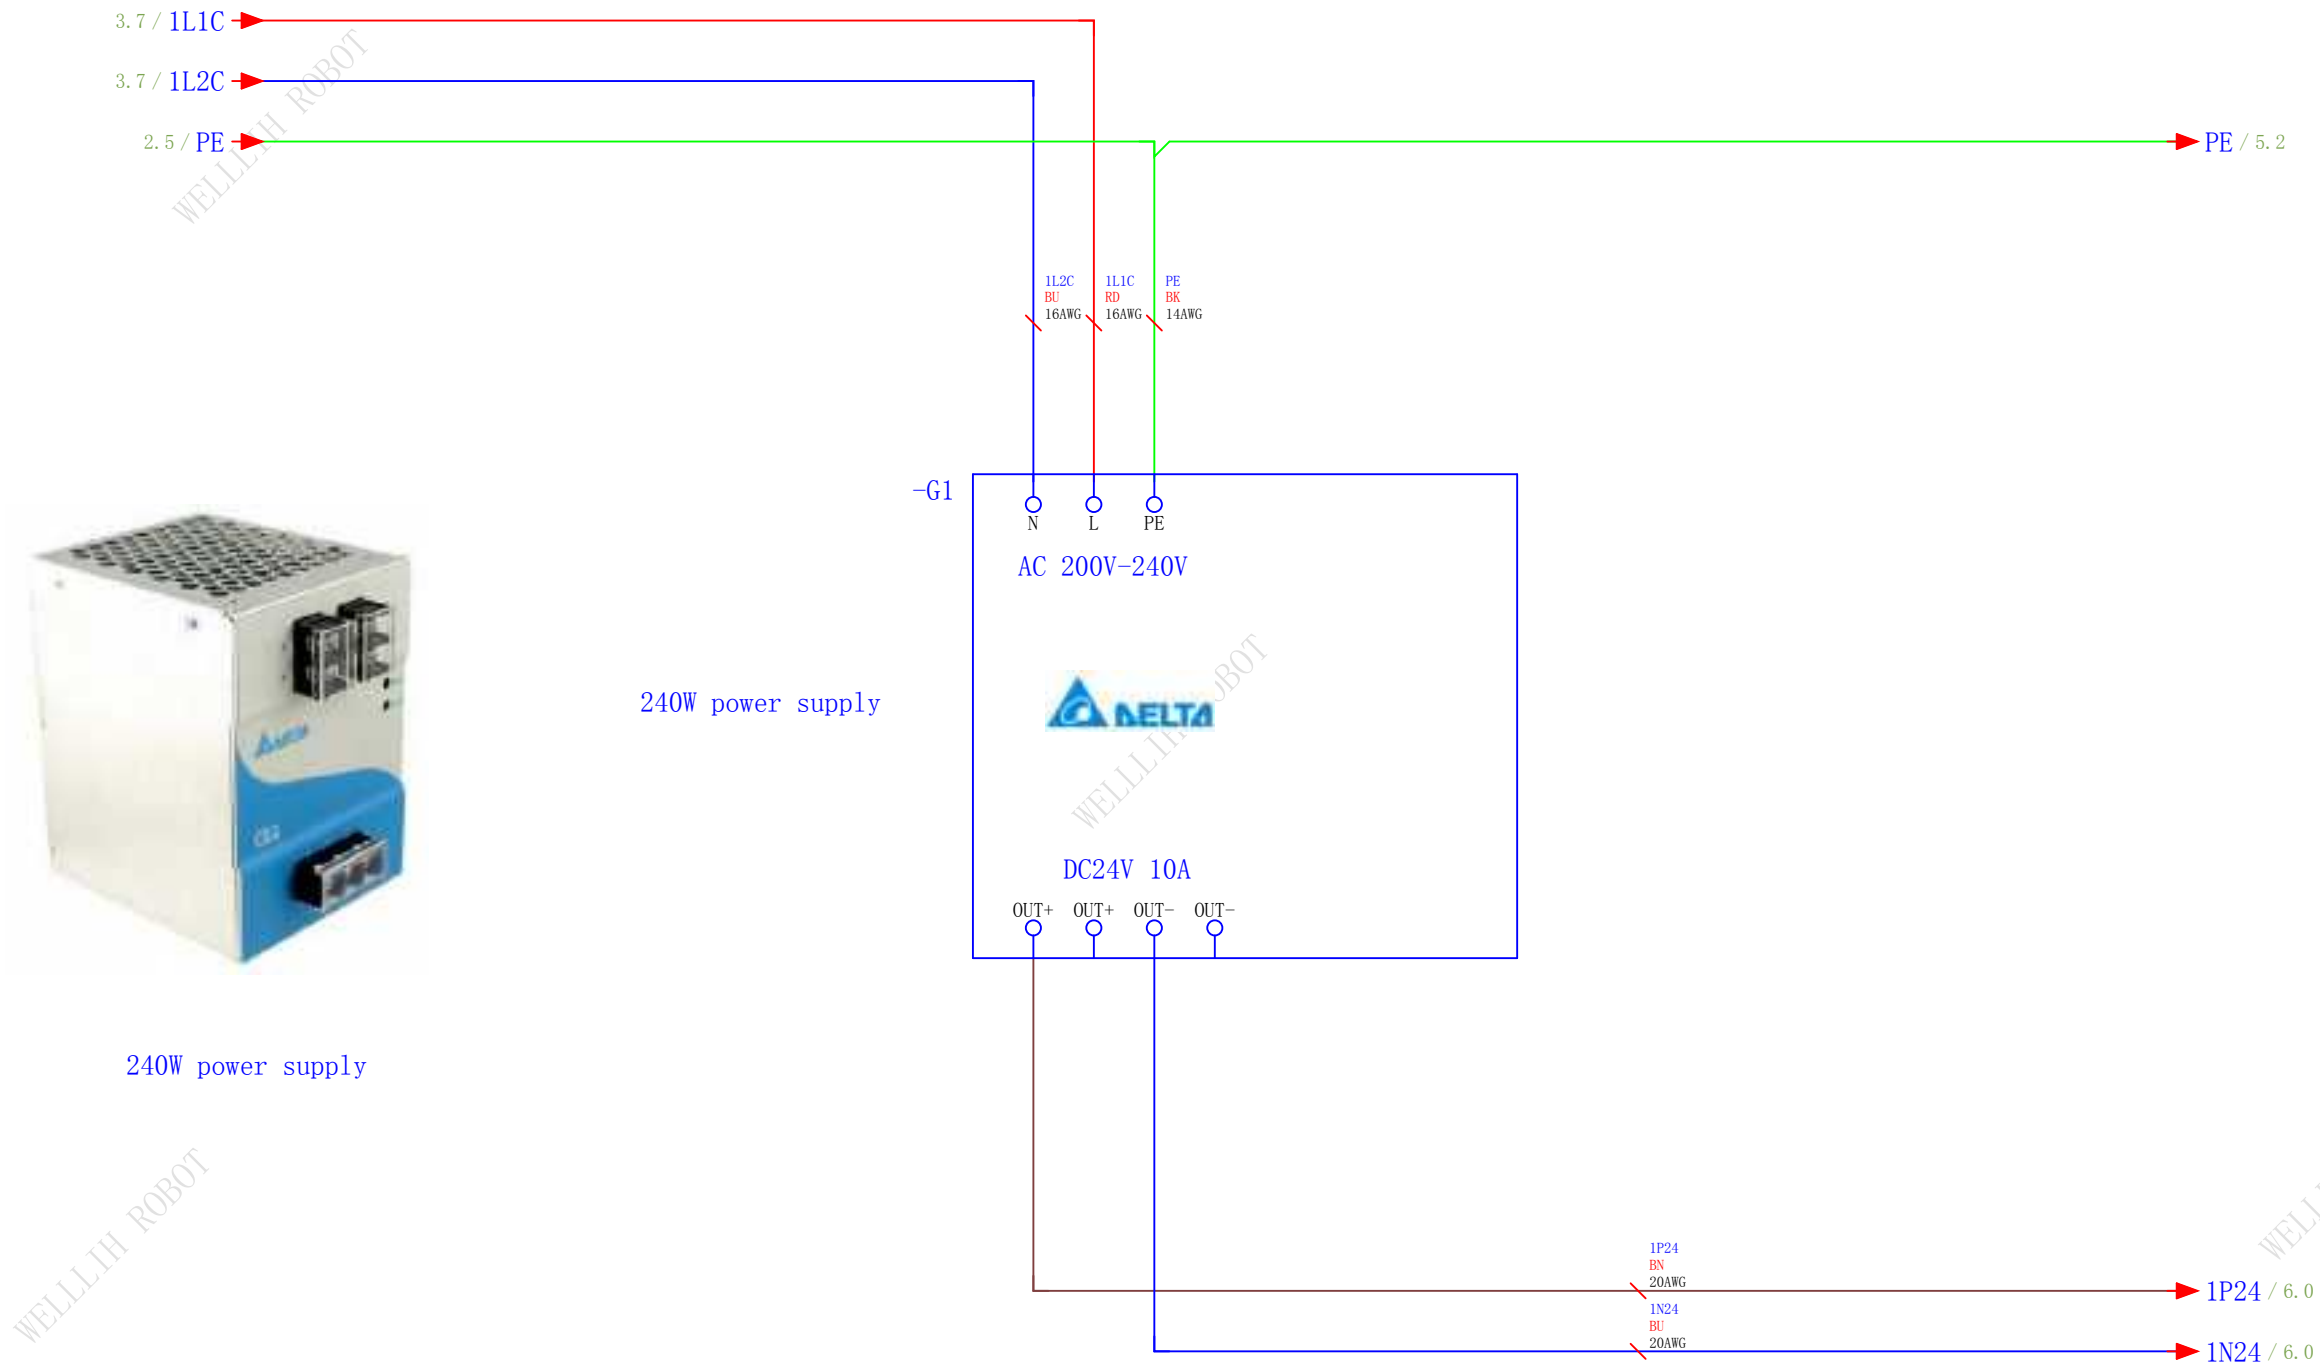 3.7 / 1L1C
3.7 / 1L2C
2.5 / PE
PE / 5.2
WELLLIH ROBOT
1L2C
BU
16AWG
1L1C
RD
16AWG
PE
BK
14AWG
-G1
N
L
PE
AC 200V-240V
240W power supply
DELTA
WELLLIH ROBOT
DC24V 10A
OUT+
OUT+
OUT-
OUT-
240W power supply
WELLLIH ROBOT
1P24
BN
20AWG
1P24 / 6.0
1N24
BU
20AWG
1N24 / 6.0